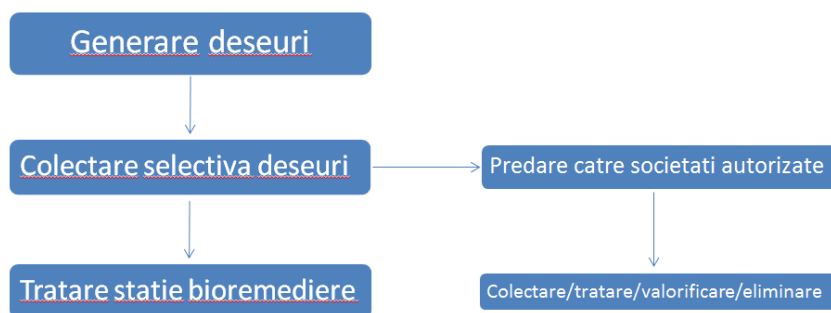 Generare deseuri
Colectare selectiva deseuri
Predare catre societati autorizate
Tratare statie bioremediere
Colectare/tratare/valorificare/eliminare